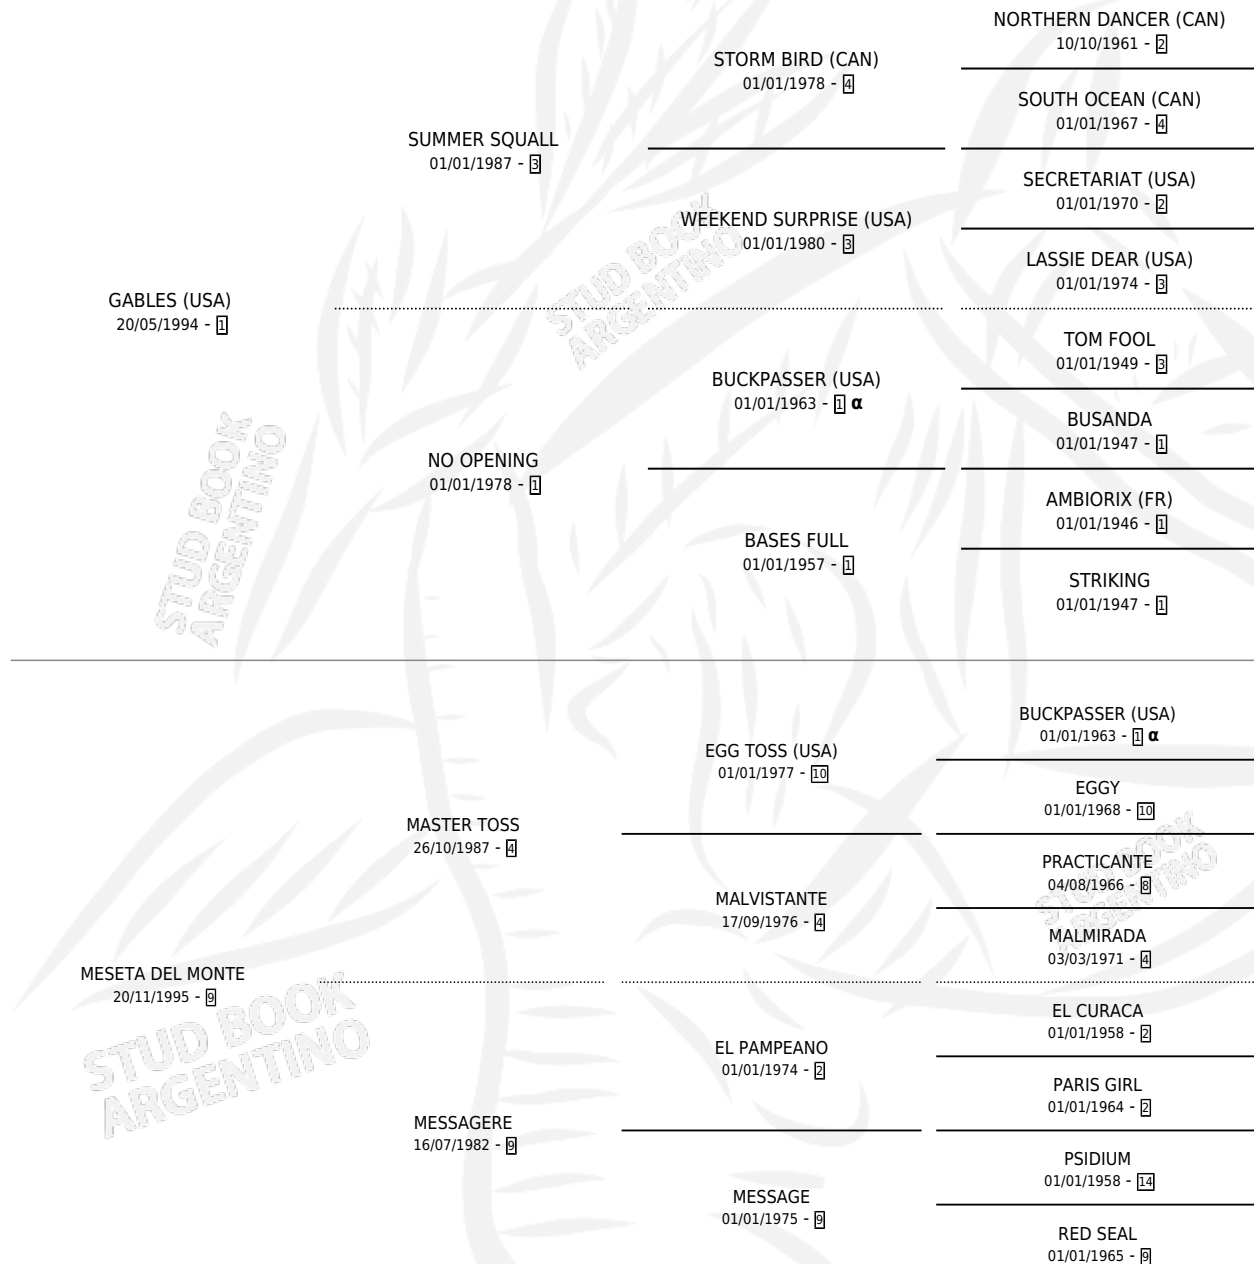 NORTHERN DANCER (CAN)
10/10/1961 - 2
STORM BIRD (CAN)
01/01/1978 - 4
SOUTH OCEAN (CAN)
01/01/1967 - 4
SUMMER SQUALL
01/01/1987 - 3
SECRETARIAT (USA)
01/01/1970 - 2
WEEKEND SURPRISE (USA)
01/01/1980 - 3
LASSIE DEAR (USA)
01/01/1974 - 3
GABLES (USA)
20/05/1994 - 1
TOM FOOL
01/01/1949 - 3
BUCKPASSER (USA)
01/01/1963 - 1 α
BUSANDA
01/01/1947 - 1
NO OPENING
01/01/1978 - 1
AMBIORIX (FR)
01/01/1946 - 1
BASES FULL
01/01/1957 - 1
STRIKING
01/01/1947 - 1
STUD BOOK
ARGENTINO
STUD BOOK
ARGENTINO
BUCKPASSER (USA)
01/01/1963 - 1 α
EGG TOSS (USA)
01/01/1977 - 10
EGGY
01/01/1968 - 10
MASTER TOSS
26/10/1987 - 4
PRACTICANTE
04/08/1966 - 8
MALVISTANTE
17/09/1976 - 4
MALMIRADA
03/03/1971 - 4
STUD BOOK
ARGENTINO
MESETA DEL MONTE
20/11/1995 - 9
EL CURACA
01/01/1958 - 2
EL PAMPEANO
01/01/1974 - 2
PARIS GIRL
01/01/1964 - 2
MESSAGERE
16/07/1982 - 9
PSIDIUM
01/01/1958 - 14
MESSAGE
01/01/1975 - 9
RED SEAL
01/01/1965 - 9
STUD BOOK
ARGENTINO